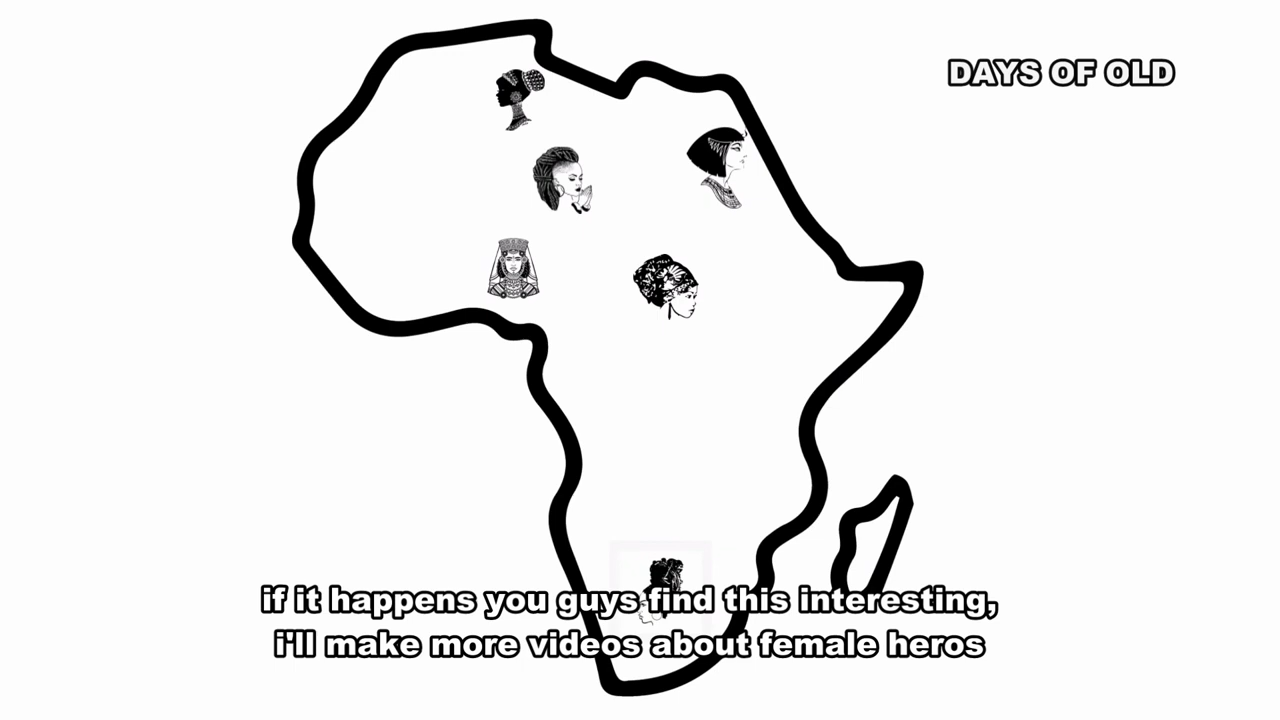 DAYS OF OLD
if it happens you guys find this interesting,
i'll make more videos about female heros